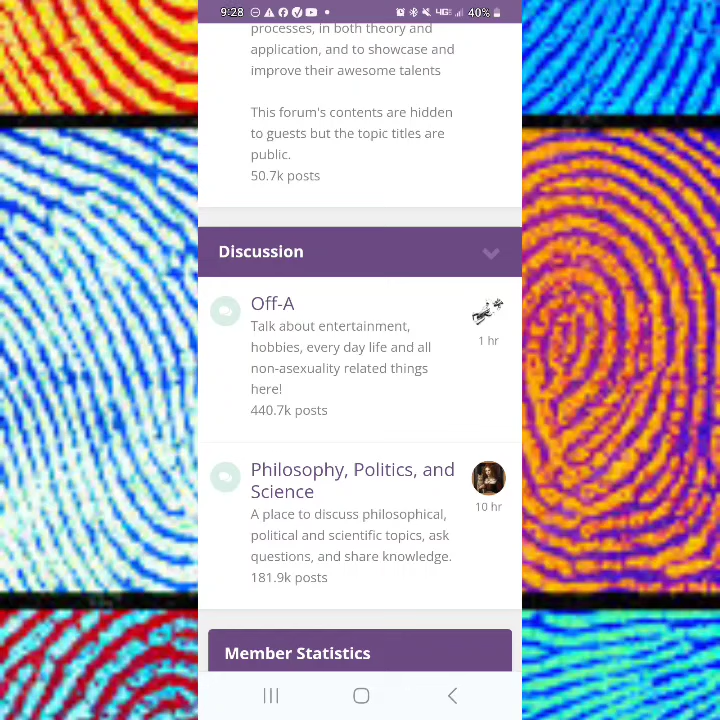 9:28
4G
40%
processes, in both theory and
application, and to showcase and
improve their awesome talents
This forum's contents are hidden
to guests but the topic titles are
public.
50.7k posts
Discussion
Off-A
Talk about entertainment,
hobbies, every day life and all
non-asexuality related things
here!
440.7k posts
1 hr
Philosophy, Politics, and
Science
A place to discuss philosophical,
political and scientific topics, ask
questions, and share knowledge.
181.9k posts
10 hr
Member Statistics